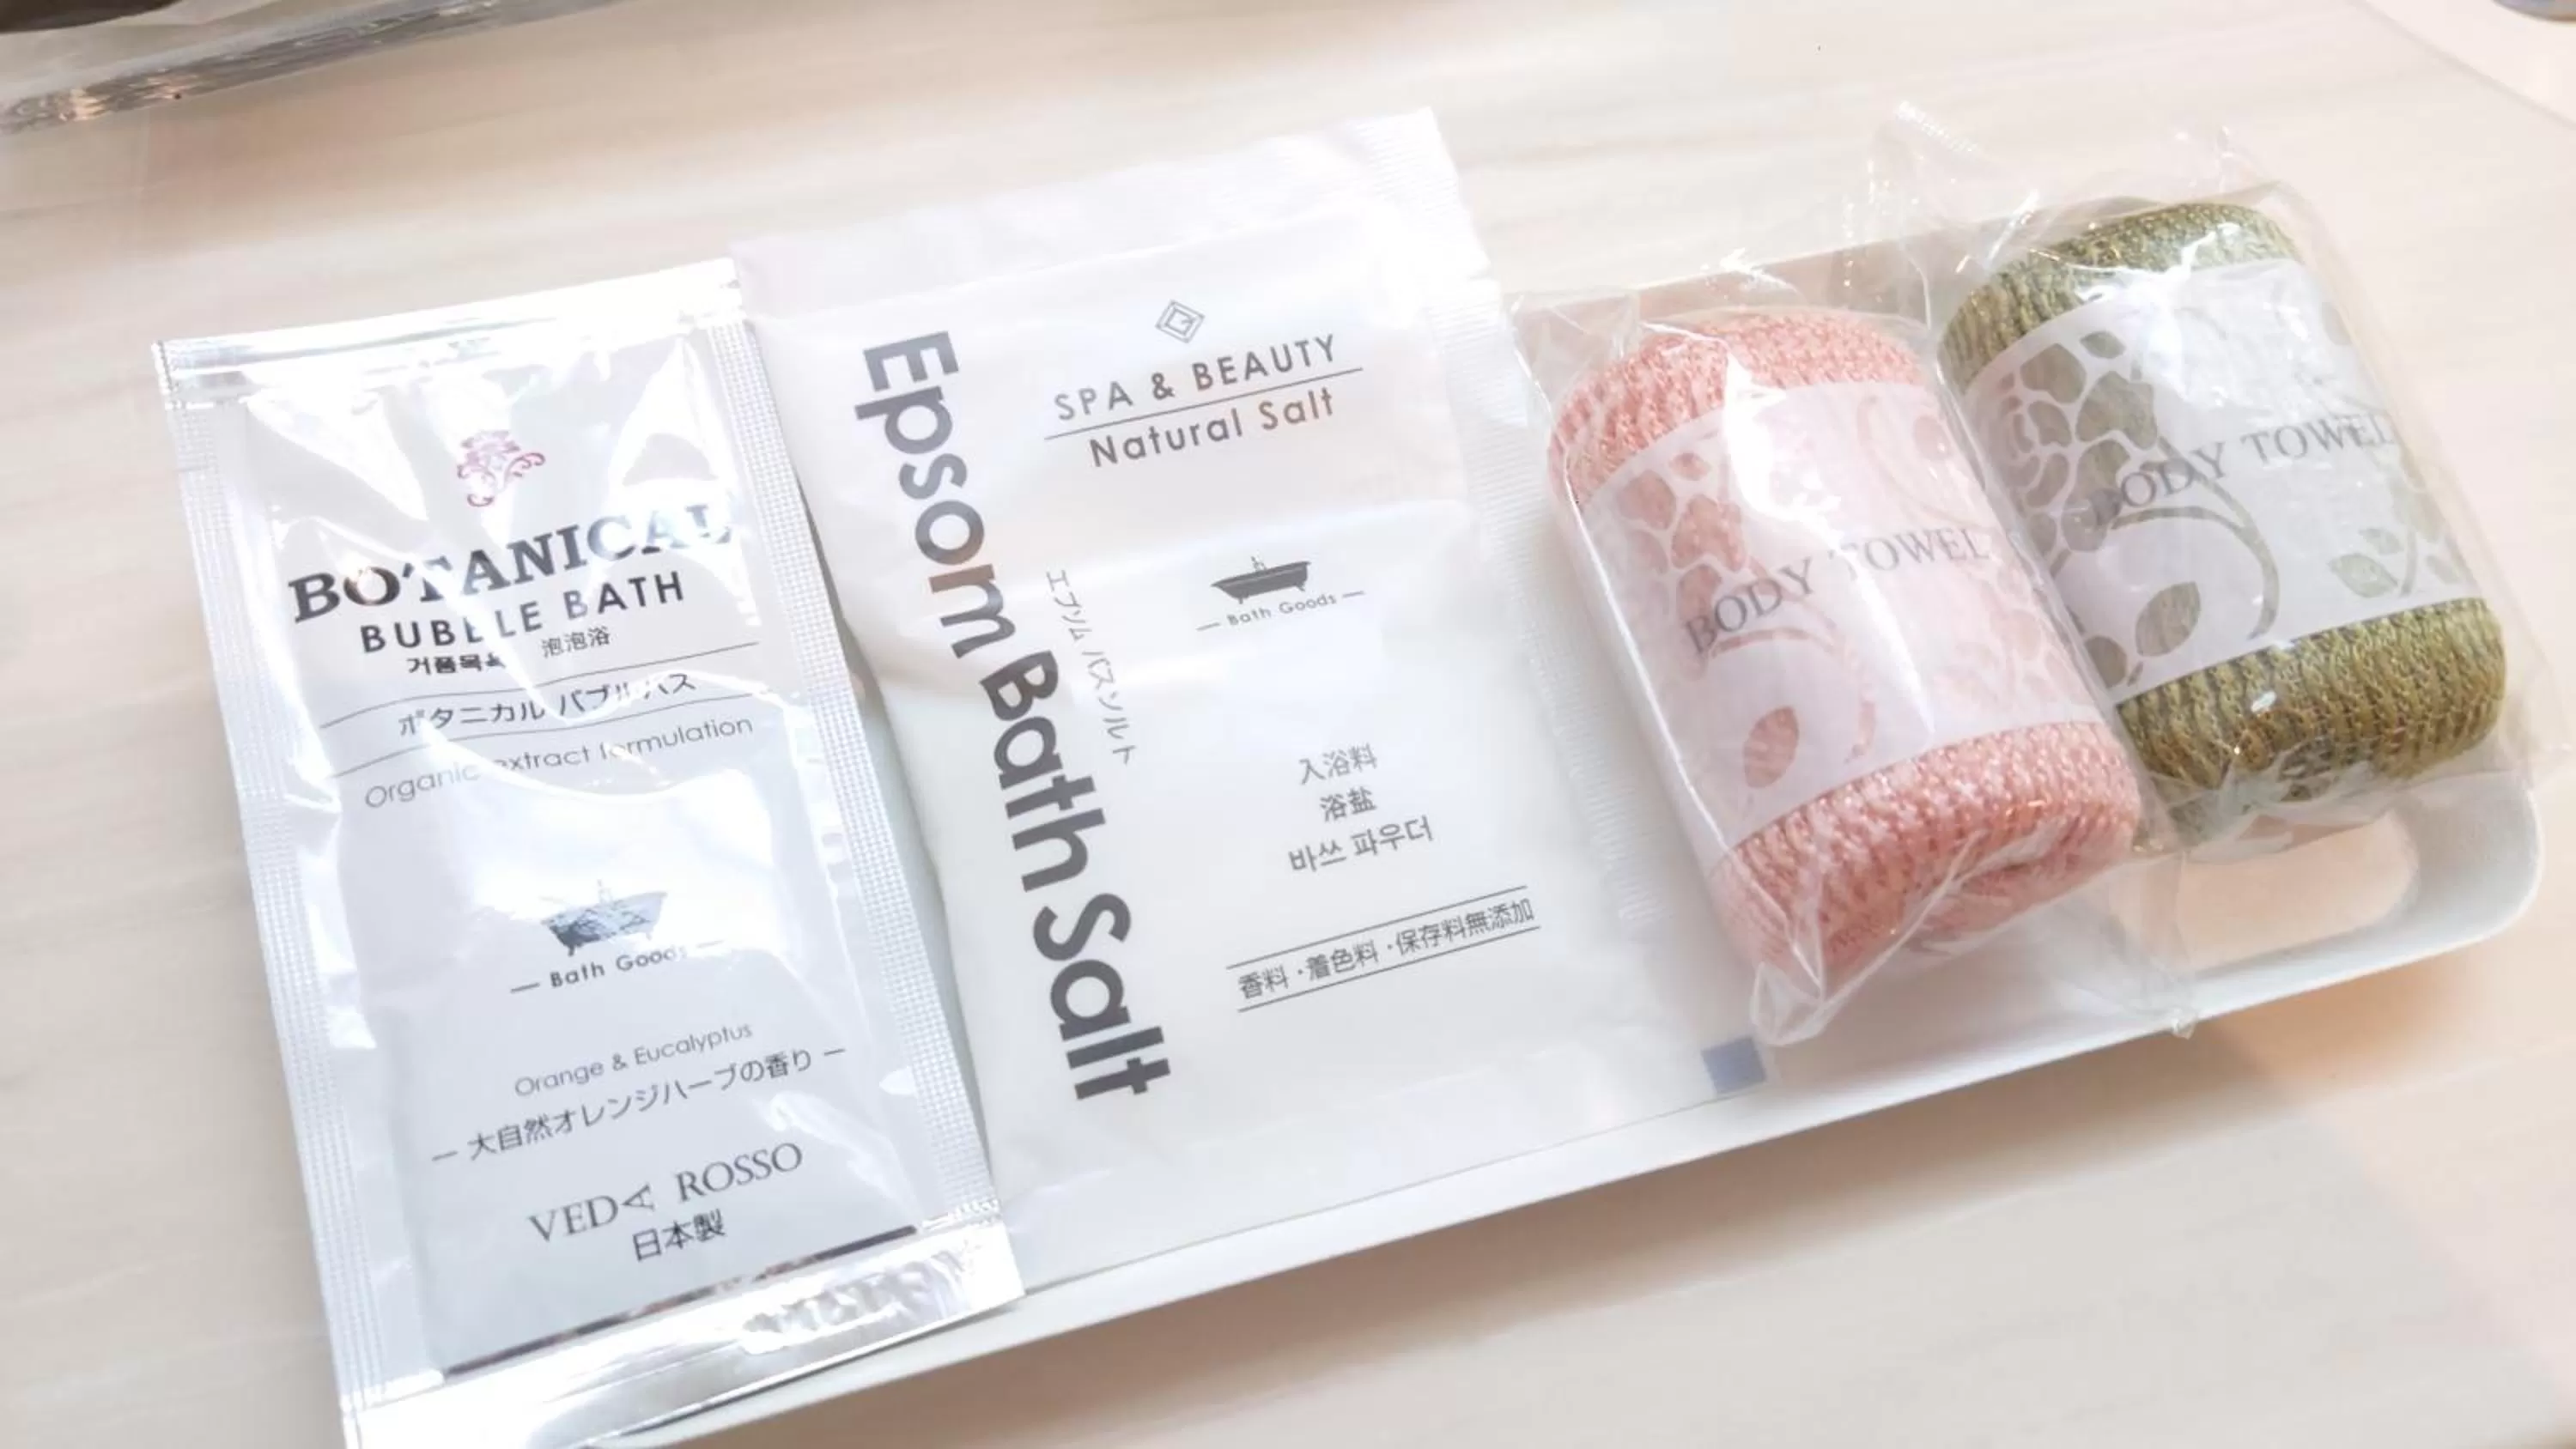 BOTANICAL
BUBBLE BATH
거품목욕 泡泡浴
ボタニカル バブルバス
Organic extract formulation
Bath Goods
Orange & Eucalyptus
― 大自然オレンジハーブの香り ―
VEDA ROSSO
日本製
Epsom Bath Salt
エプソム バスソルト
SPA & BEAUTY
Natural Salt
Bath Goods
入浴料
浴盐
바쓰 파우더
香料・着色料・保存料無添加
BODY TOWEL
BODY TOWEL